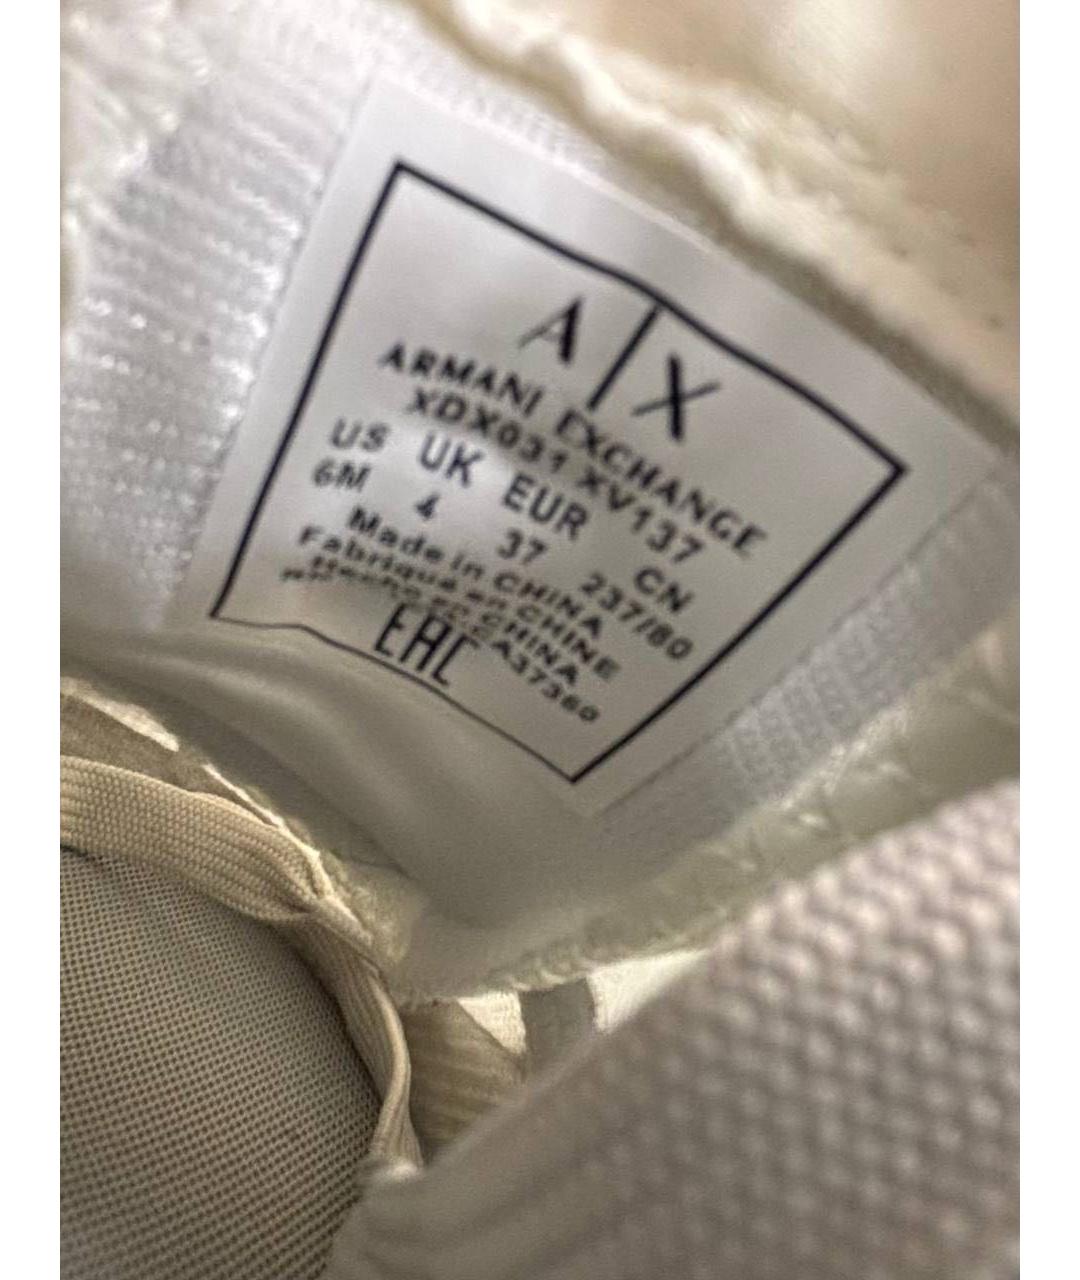 A|X
ARMANI EXCHANGE
XDX031 XV137
US UK EUR CN
6M 4 37 237/80
Made in CHINA
Fabriqué en CHINE
Hecho en CHINA
A37360
EAC